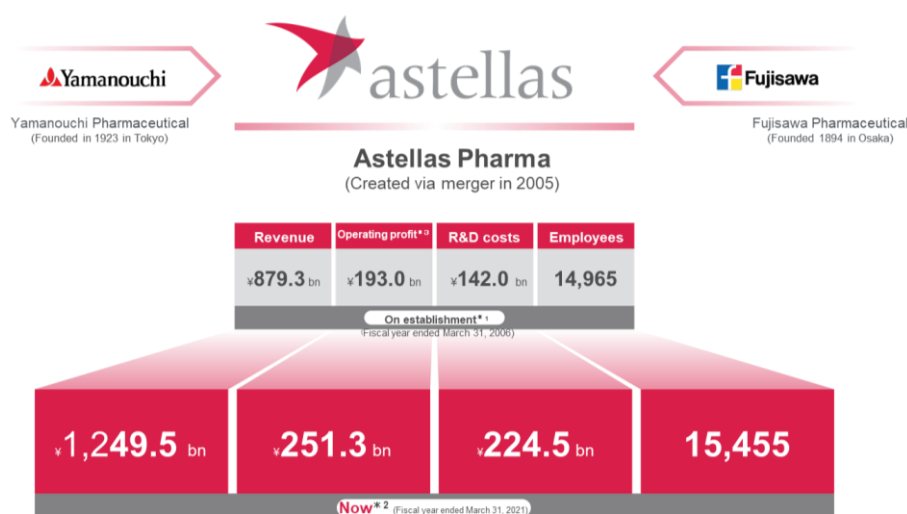 Yamanouchi
astellas
Fujisawa
Yamanouchi Pharmaceutical
(Founded in 1923 in Tokyo)
Fujisawa Pharmaceutical
(Founded 1894 in Osaka)
Astellas Pharma
(Created via merger in 2005)
Revenue Operating profit*3 R&D costs Employees
¥879.3 bn ¥193.0 bn ¥142.0 bn 14,965
On establishment*1
(Fiscal year ended March 31, 2006)
¥1,249.5 bn ¥251.3 bn ¥224.5 bn 15,455
Now*2 (Fiscal year ended March 31, 2021)